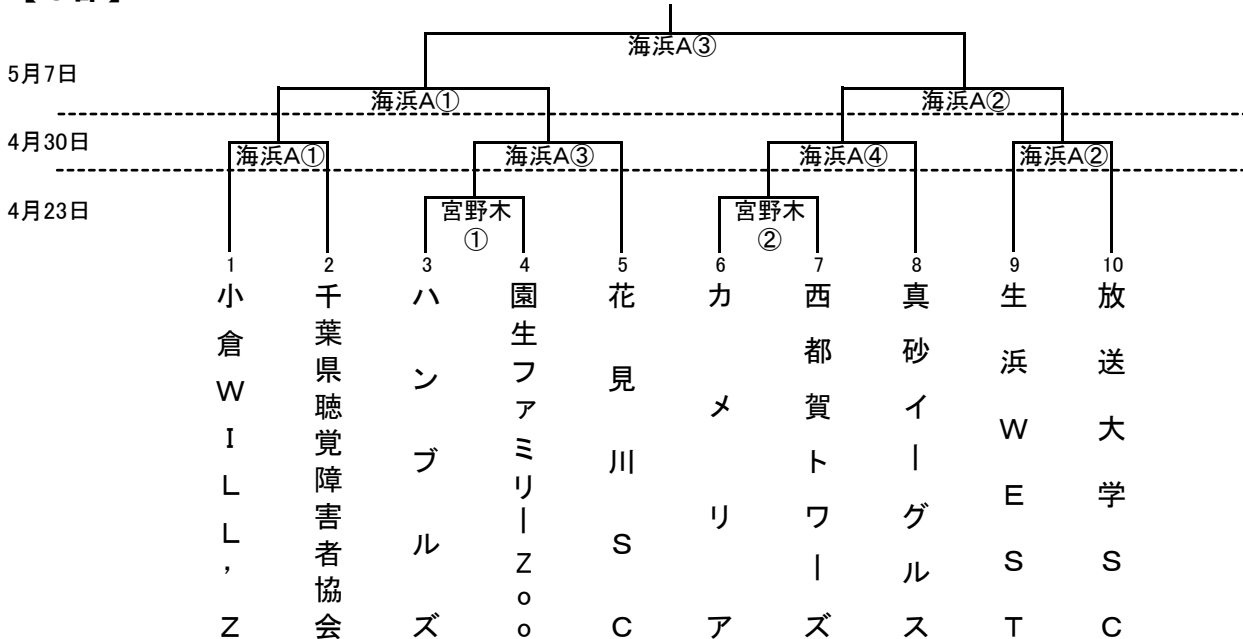 海浜A③
5月7日
海浜A①
海浜A②
4月30日
海浜A①
海浜A③
海浜A④
海浜A②
4月23日
宮野木
①
宮野木
②
1
2
3
4
5
6
7
8
9
10
小倉WILL’Z
千葉県聴覚障害者協会
ハンブルズ
園生ファミリーZoo
花見川SC
カメリア
西都賀トワーズ
真砂イーグルス
生浜WEST
放送大学SC